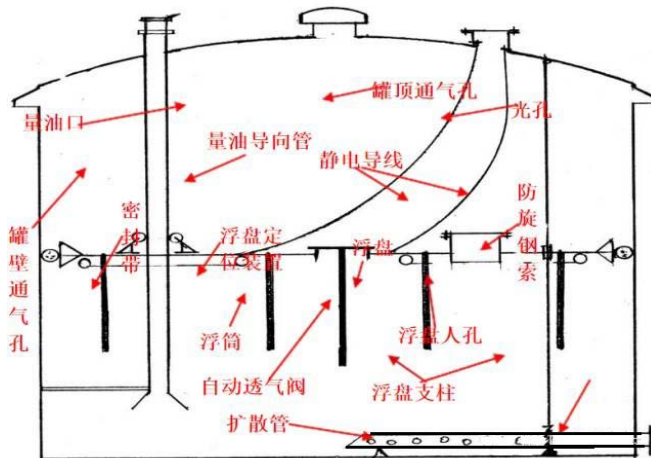 罐顶通气孔
光孔
量油口
量油导向管
静电导线
防旋钢索
罐壁通气孔
密封带
浮盘定
位装置
浮盘
浮筒
浮盘人孔
自动透气阀
浮盘支柱
扩散管